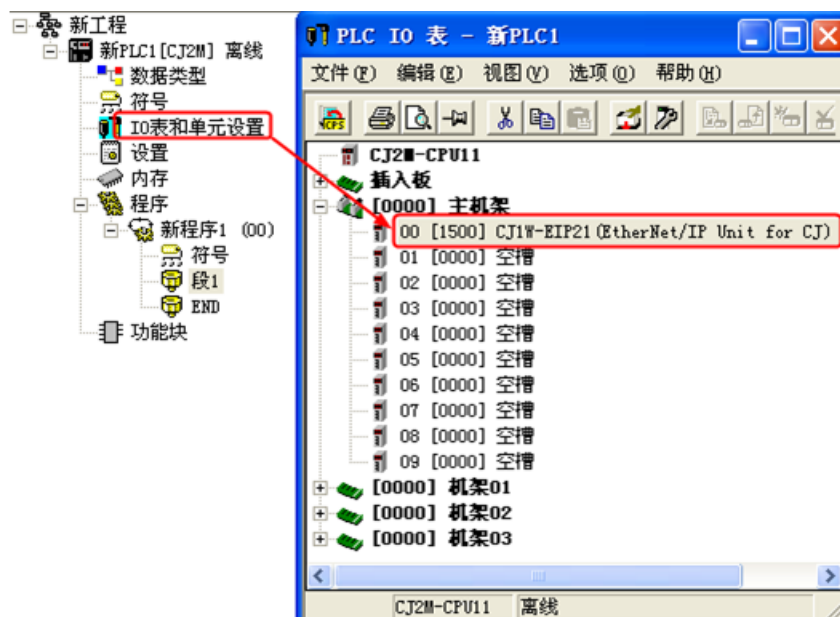 新工程
新PLC1[CJ2M] 离线
数据类型
符号
IO表和单元设置
设置
内存
程序
新程序1 (00)
符号
段1
END
功能块
PLC IO 表 - 新PLC1
文件(F) 编辑(E) 视图(V) 选项(O) 帮助(H)
CJ2M-CPU11
插入板
[0000] 主机架
00 [1500] CJ1W-EIP21(EtherNet/IP Unit for CJ)
01 [0000] 空槽
02 [0000] 空槽
03 [0000] 空槽
04 [0000] 空槽
05 [0000] 空槽
06 [0000] 空槽
07 [0000] 空槽
08 [0000] 空槽
09 [0000] 空槽
[0000] 机架01
[0000] 机架02
[0000] 机架03
CJ2M-CPU11 离线